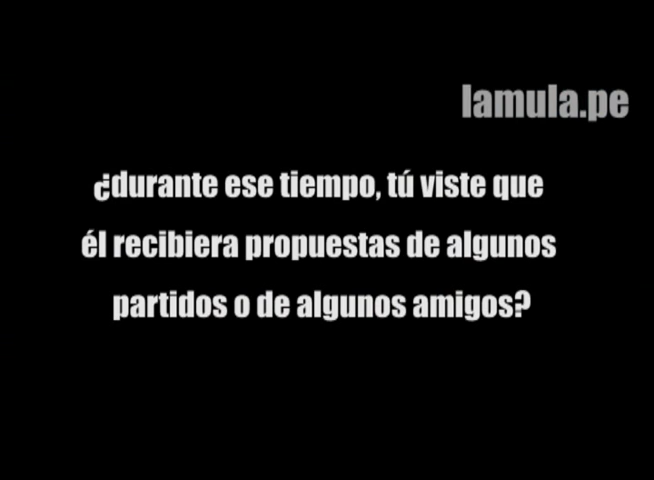 lamula.pe
¿durante ese tiempo, tú viste que
él recibiera propuestas de algunos
partidos o de algunos amigos?